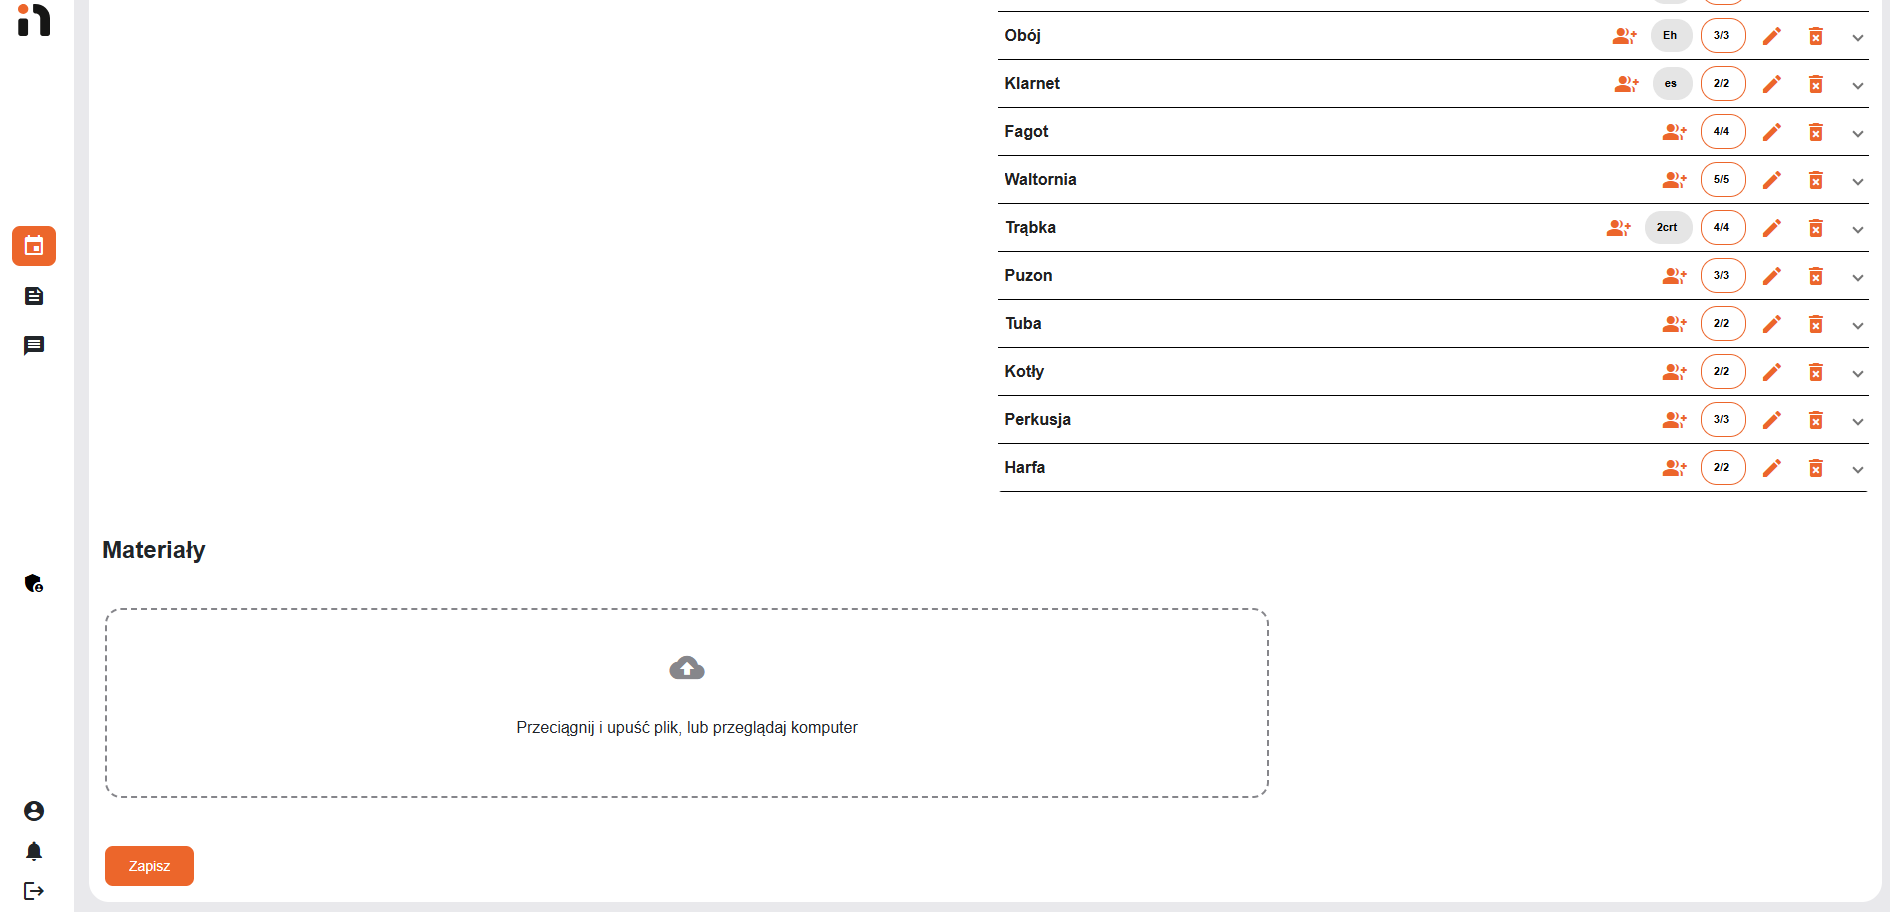 Obój Eh 3/3
Klarnet es 2/2
Fagot 4/4
Waltornia 5/5
Trąbka 2crt 4/4
Puzon 3/3
Tuba 2/2
Kotły 2/2
Perkusja 3/3
Harfa 2/2
Materiały
Przeciągnij i upuść plik, lub przeglądaj komputer
Zapisz